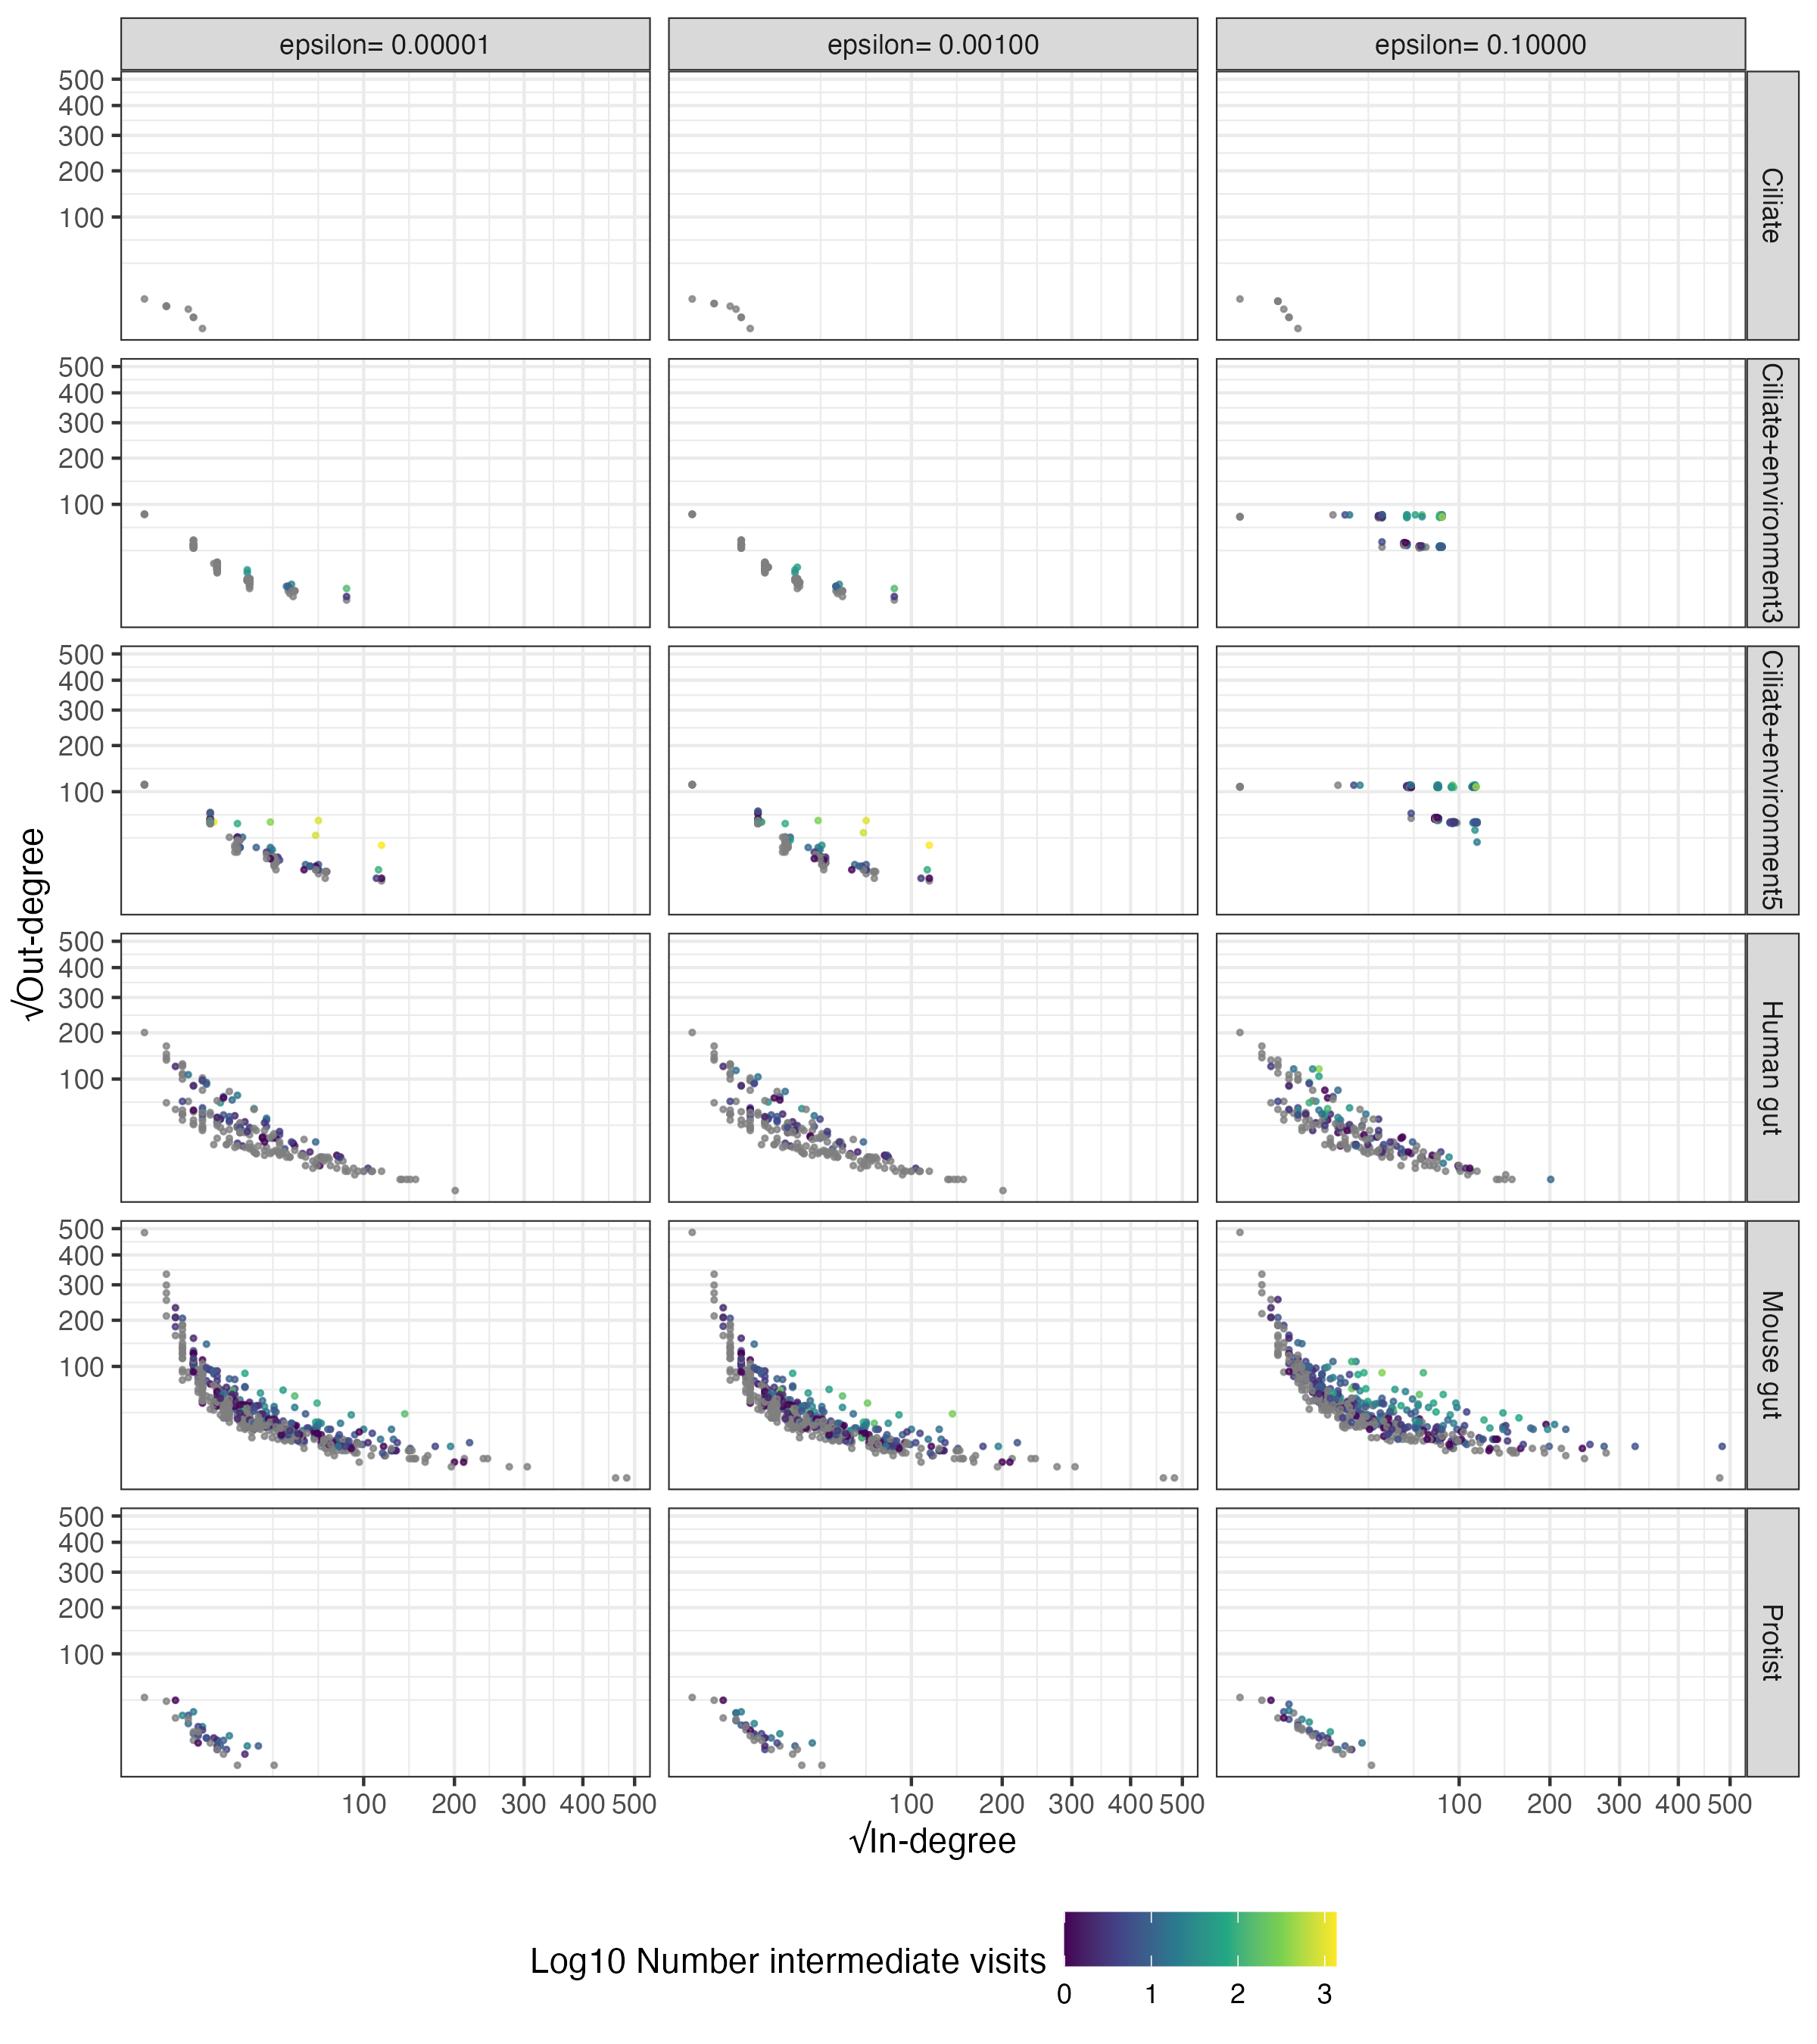 epsilon= 0.00001 epsilon= 0.00100 epsilon= 0.10000
500
400
300
200
100
Ciliate
500
400
300
200
100
Ciliate+environment3
500
400
300
200
100
Ciliate+environment5
√Out-degree
500
400
300
200
100
Human gut
500
400
300
200
100
Mouse gut
500
400
300
200
100
Protist
100 200 300 400 500 100 200 300 400 500 100 200 300 400 500
√In-degree
Log10 Number intermediate visits
0 1 2 3